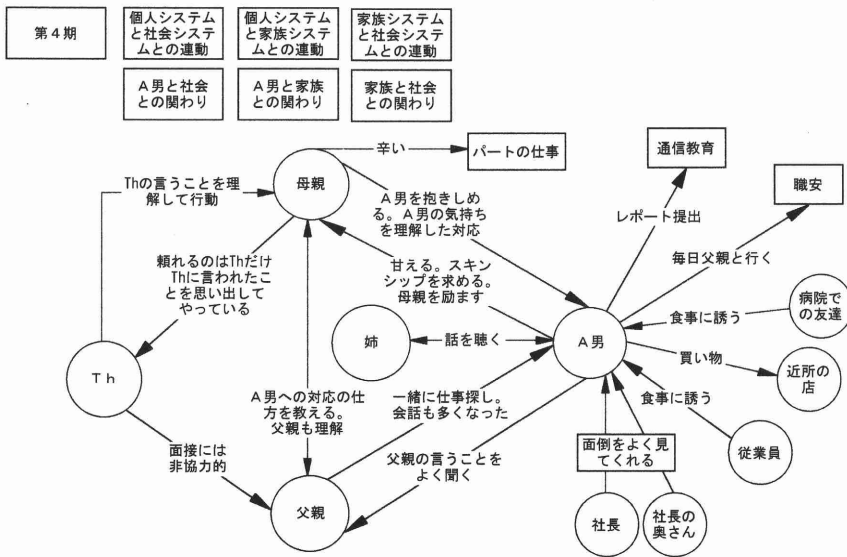 第４期
個人システム
と社会システ
ムとの連動
個人システム
と家族システ
ムとの連動
家族システム
と社会システ
ムとの連動
Ａ男と社会
との関わり
Ａ男と家族
との関わり
家族と社会
との関わり
辛い
パートの仕事
通信教育
職安
母親
Thの言うことを理
解して行動
Ａ男を抱きしめ
る。Ａ男の気持ち
を理解した対応
レポート提出
毎日父親と行く
頼れるのはThだけ
Thに言われたこ
とを思い出して
やっている
甘える。スキン
シップを求める。
母親を励ます
病院で
の友達
食事に誘う
姉
話を聴く
Ａ男
買い物
近所の
店
Ｔｈ
Ａ男への対応の仕
方を教える。
父親も理解
一緒に仕事探し。
会話も多くなった
食事に誘う
面接には
非協力的
父親の言うことを
よく聞く
面倒をよく見
てくれる
従業員
父親
社長
社長の
奥さん